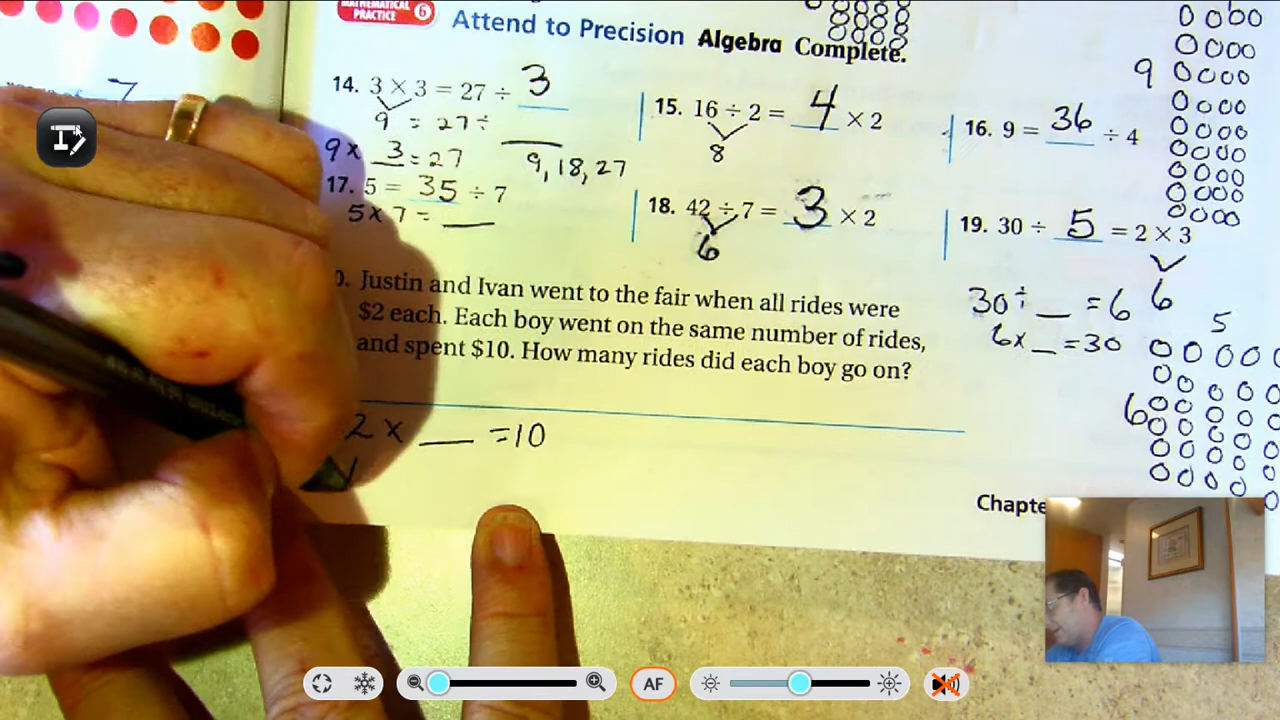 MATHEMATICAL PRACTICE 6
Attend to Precision Algebra Complete.
7
14. 3 × 3 = 27 ÷ 3
9 = 27 ÷ __
9 × 3 = 27
9, 18, 27
15. 16 ÷ 2 = 4 × 2
8
16. 9 = 36 ÷ 4
9
17. 5 = 35 ÷ 7
5 × 7 = __
18. 42 ÷ 7 = 3 × 2
6
19. 30 ÷ 5 = 2 × 3
6
30 ÷ __ = 6
6 × __ = 30
5
6
0. Justin and Ivan went to the fair when all rides were
$2 each. Each boy went on the same number of rides,
and spent $10. How many rides did each boy go on?
2 × __ = 10
Chapte
AF